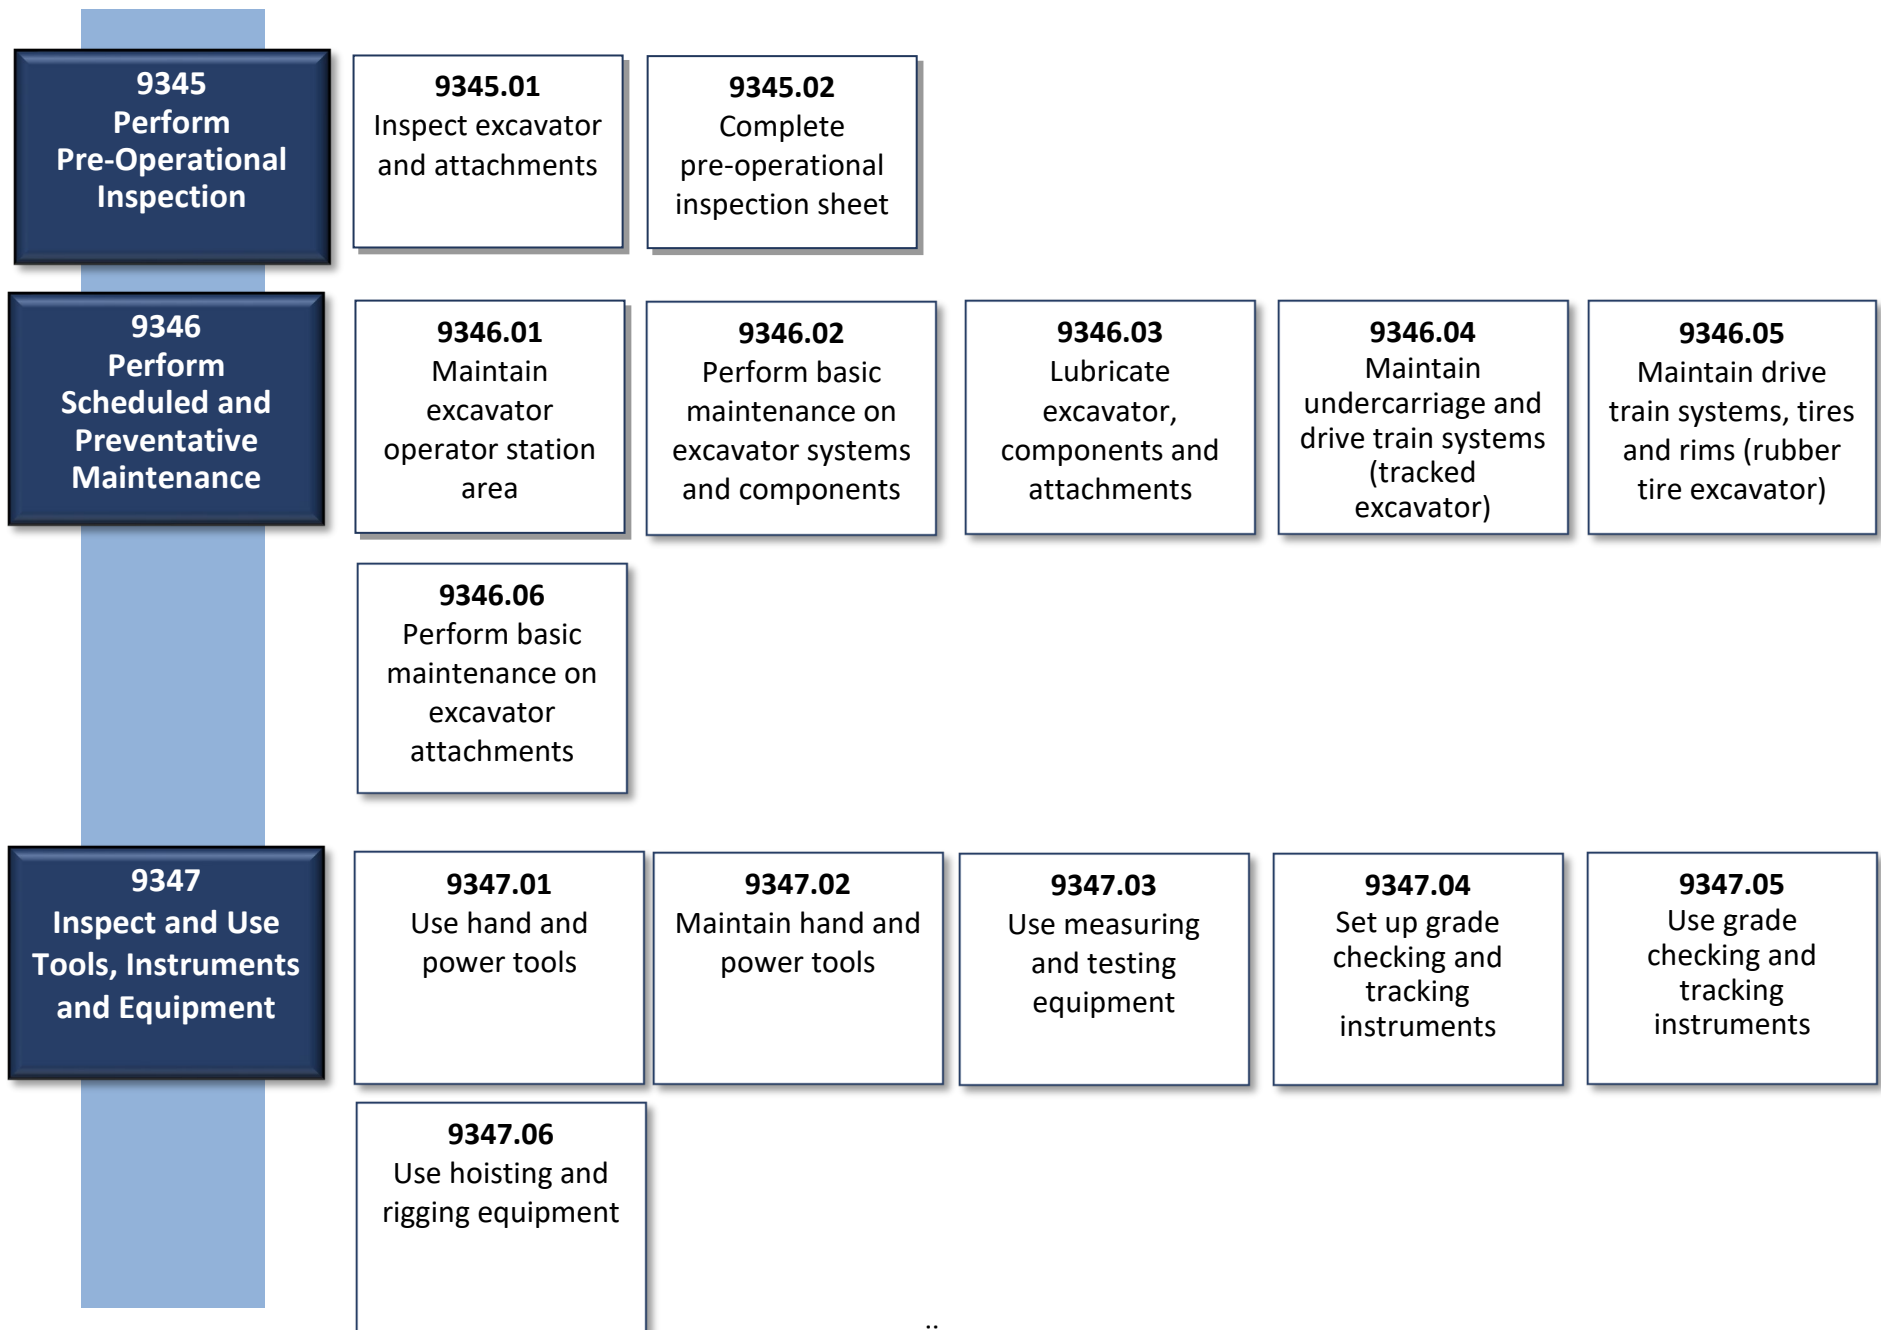 9345
Perform
Pre-Operational
Inspection
9345.01
Inspect excavator
and attachments
9345.02
Complete
pre-operational
inspection sheet
9346
Perform
Scheduled and
Preventative
Maintenance
9346.01
Maintain
excavator
operator station
area
9346.02
Perform basic
maintenance on
excavator systems
and components
9346.03
Lubricate
excavator,
components and
attachments
9346.04
Maintain
undercarriage and
drive train systems
(tracked
excavator)
9346.05
Maintain drive
train systems, tires
and rims (rubber
tire excavator)
9346.06
Perform basic
maintenance on
excavator
attachments
9347
Inspect and Use
Tools, Instruments
and Equipment
9347.01
Use hand and
power tools
9347.02
Maintain hand and
power tools
9347.03
Use measuring
and testing
equipment
9347.04
Set up grade
checking and
tracking
instruments
9347.05
Use grade
checking and
tracking
instruments
9347.06
Use hoisting and
rigging equipment